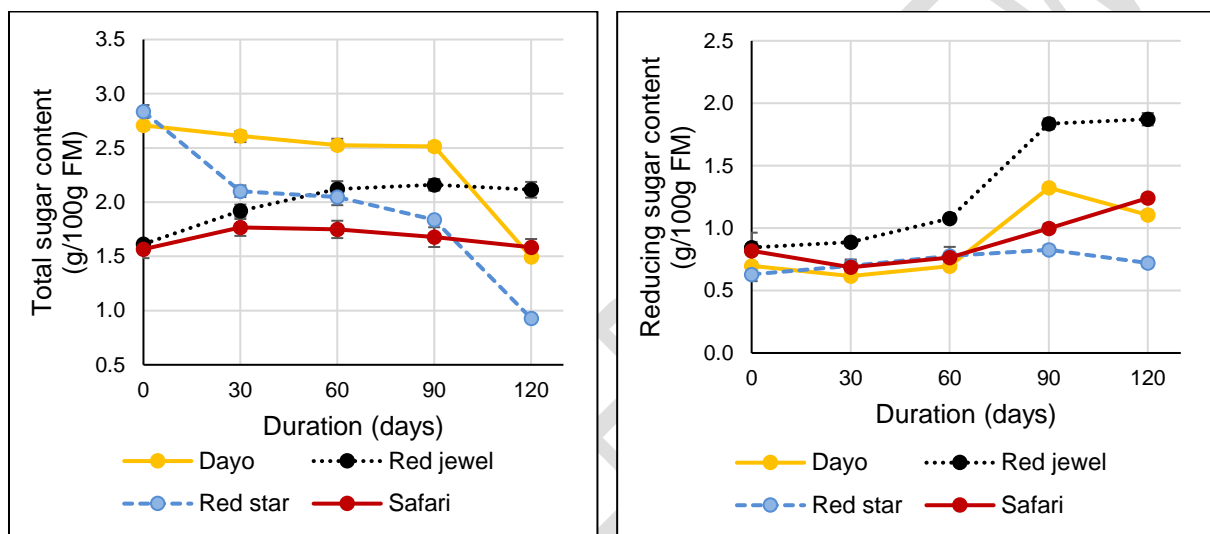 Total sugar content
(g/100g FM)
3.5
3.0
2.5
2.0
1.5
1.0
0.5
0 30 60 90 120
Duration (days)
Dayo Red jewel
Red star Safari
Reducing sugar content
(g/100g FM)
2.5
2.0
1.5
1.0
0.5
0.0
0 30 60 90 120
Duration (days)
Dayo Red jewel
Red star Safari